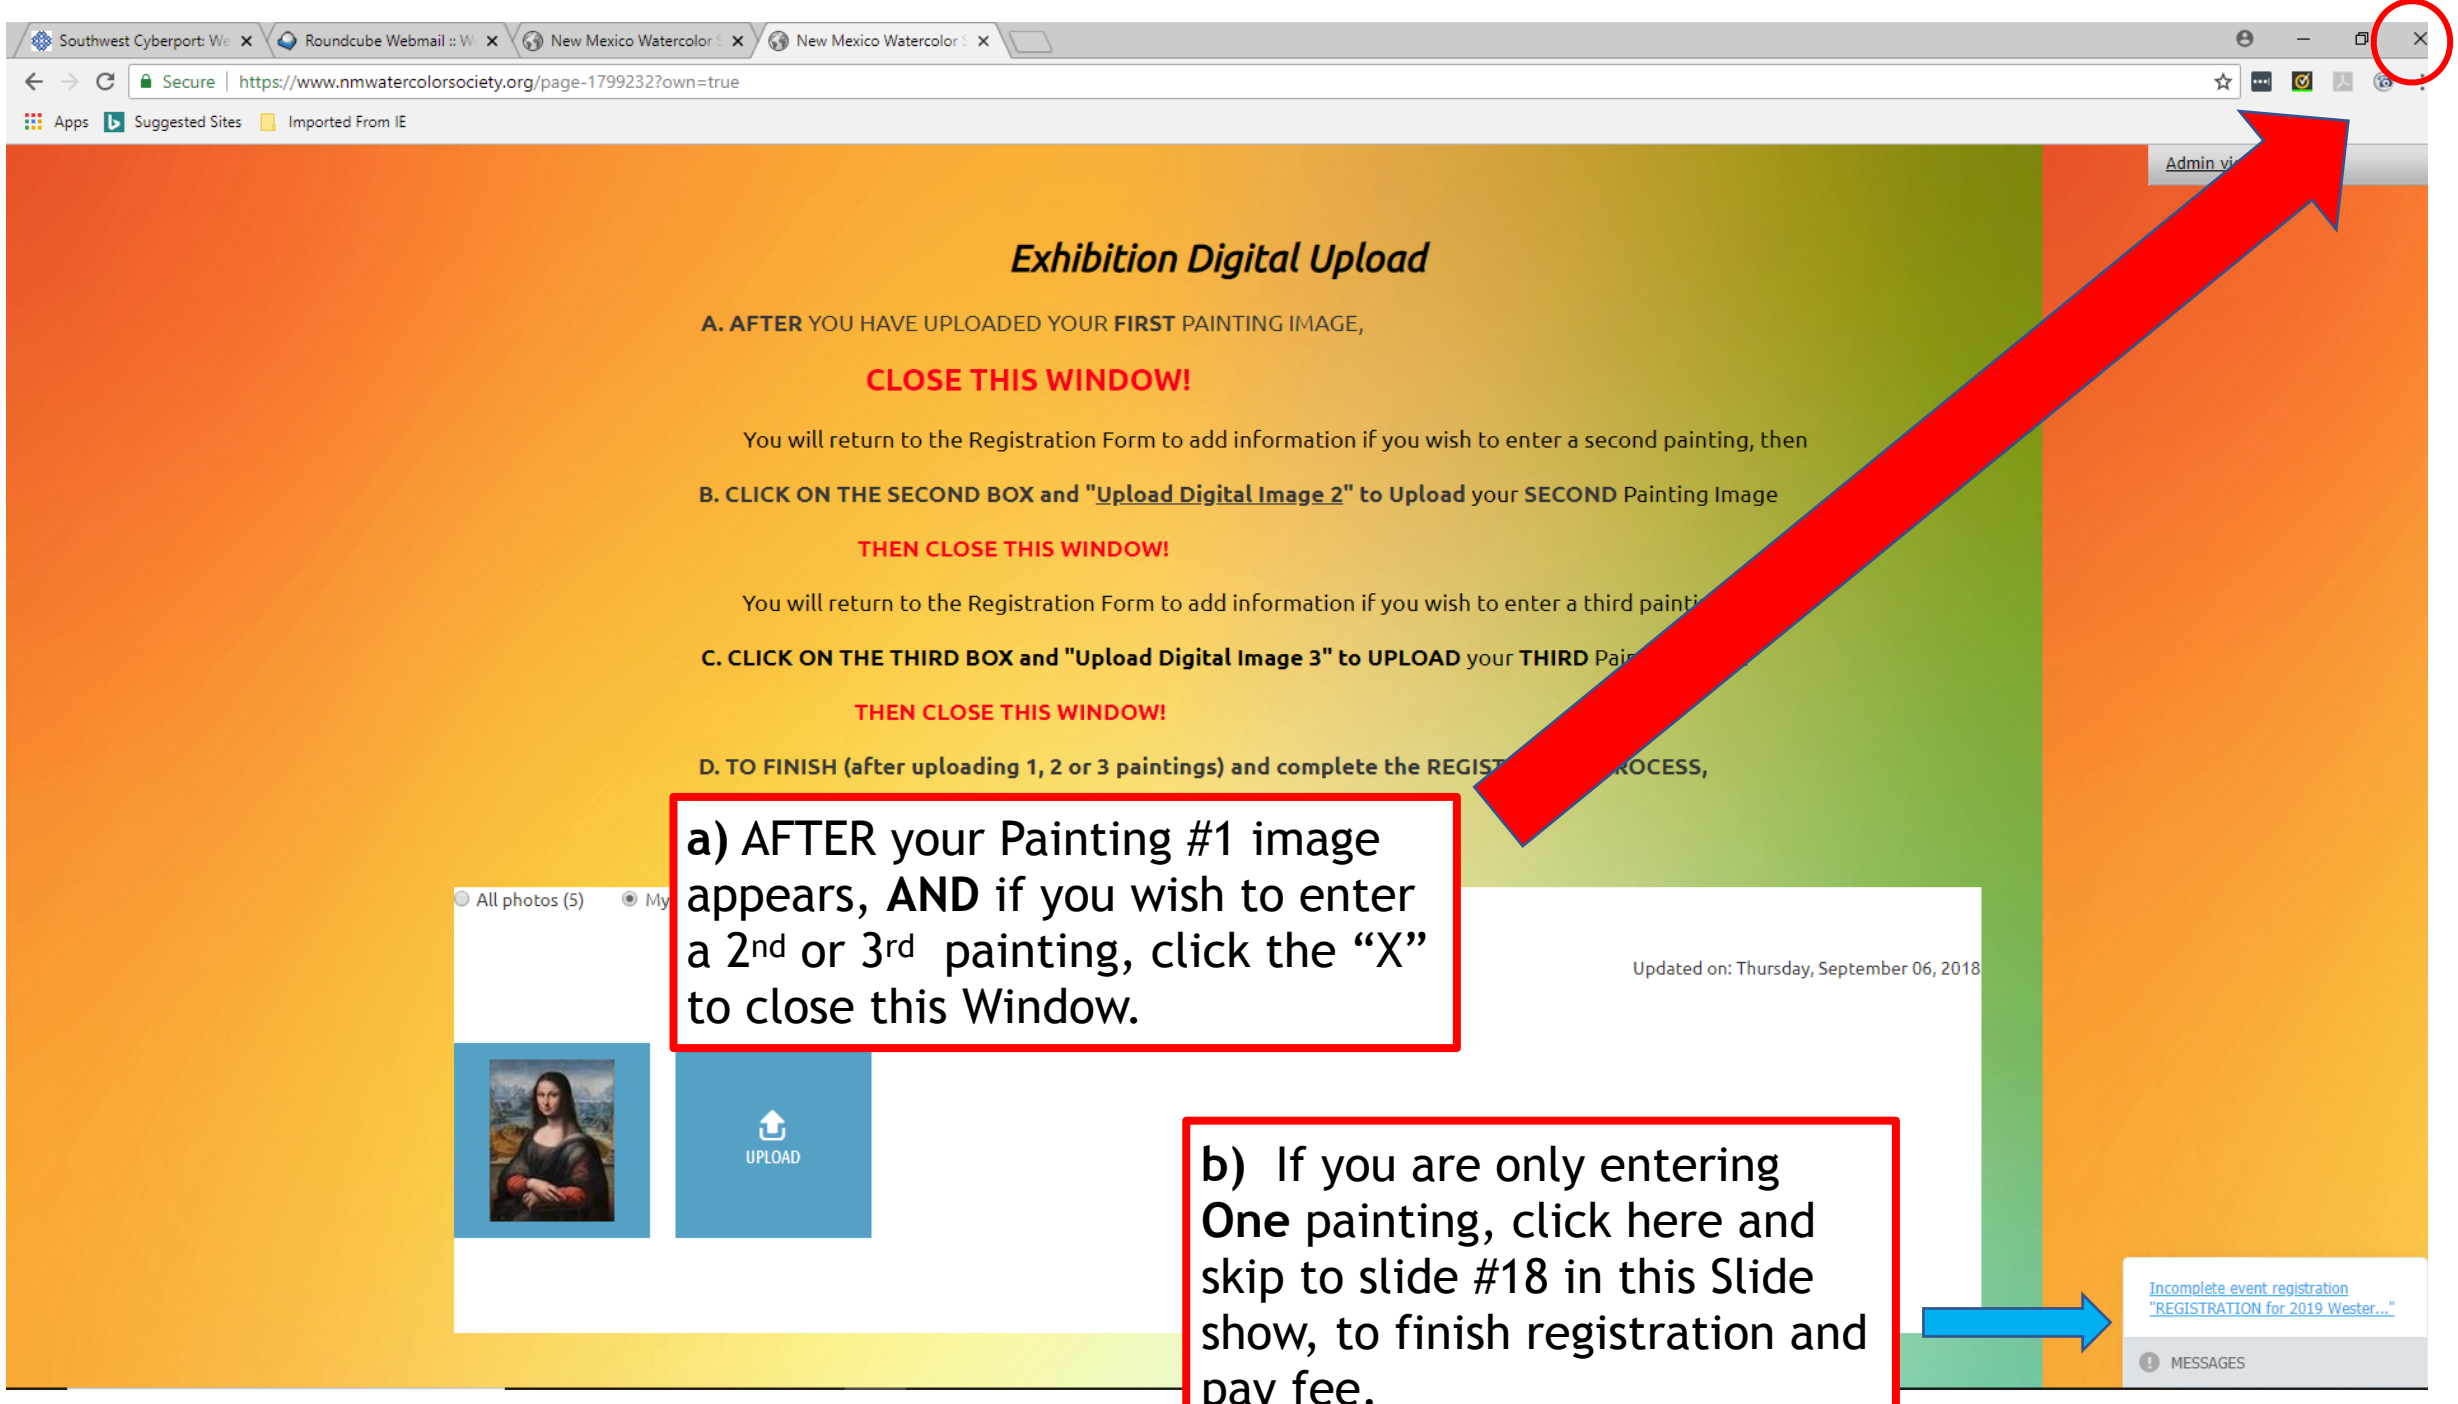 Southwest Cyberport: We
Roundcube Webmail :: W
New Mexico Watercolor S
New Mexico Watercolor S
Secure | https://www.nmwatercolorsociety.org/page-1799232?own=true
Apps Suggested Sites Imported From IE
Admin
Exhibition Digital Upload
A. AFTER YOU HAVE UPLOADED YOUR FIRST PAINTING IMAGE,
CLOSE THIS WINDOW!
You will return to the Registration Form to add information if you wish to enter a second painting, then
B. CLICK ON THE SECOND BOX and "Upload Digital Image 2" to Upload your SECOND Painting Image
THEN CLOSE THIS WINDOW!
You will return to the Registration Form to add information if you wish to enter a third
C. CLICK ON THE THIRD BOX and "Upload Digital Image 3" to UPLOAD your THIRD
THEN CLOSE THIS WINDOW!
D. TO FINISH (after uploading 1, 2 or 3 paintings) and complete the
a) AFTER your Painting #1 image
appears, AND if you wish to enter
a 2nd or 3rd painting, click the “X”
to close this Window.
All photos (5) My
Updated on: Thursday, September 06, 2018
UPLOAD
b) If you are only entering
One painting, click here and
skip to slide #18 in this Slide
show, to finish registration and
pay fee.
Incomplete event registration
"REGISTRATION for 2019 Wester..."
MESSAGES